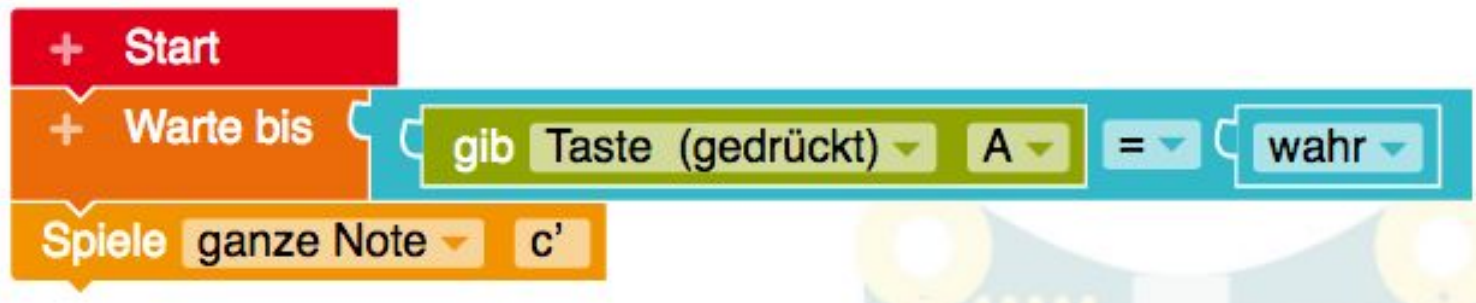 + Start
+ Warte bis gib Taste (gedrückt) A = wahr
Spiele ganze Note c’